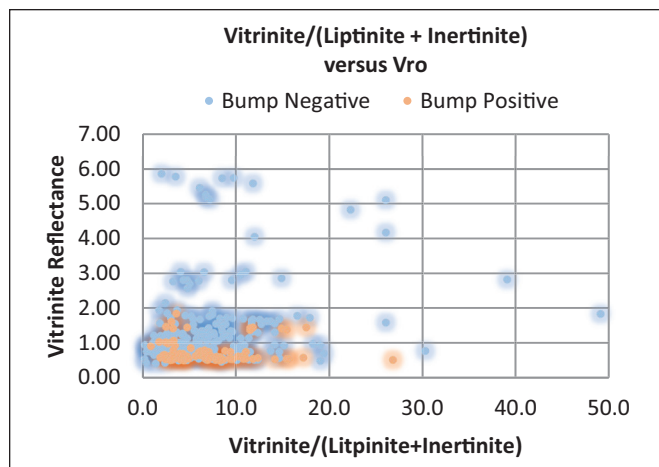 Vitrinite/(Liptinite + Inertinite)
versus Vro
Bump Negative Bump Positive
Vitrinite Reflectance
7.00
6.00
5.00
4.00
3.00
2.00
1.00
0.00
0.0 10.0 20.0 30.0 40.0 50.0
Vitrinite/(Litpinite+Inertinite)